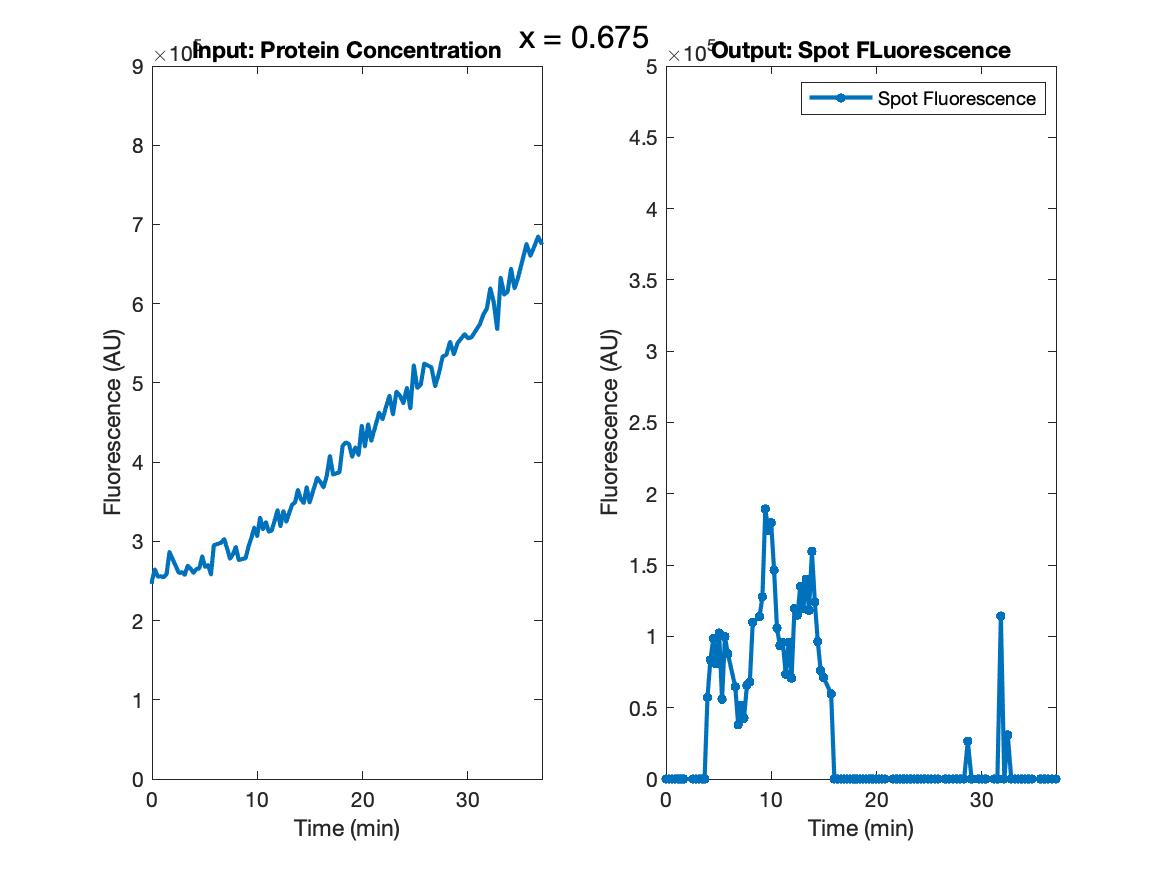 x = 0.675
×10⁵
Input: Protein Concentration
9
8
7
6
5
4
3
2
1
0
Fluorescence (AU)
0 10 20 30
Time (min)
×10⁵
Output: Spot FLuorescence
Spot Fluorescence
5
4.5
4
3.5
3
2.5
2
1.5
1
0.5
0
Fluorescence (AU)
0 10 20 30
Time (min)